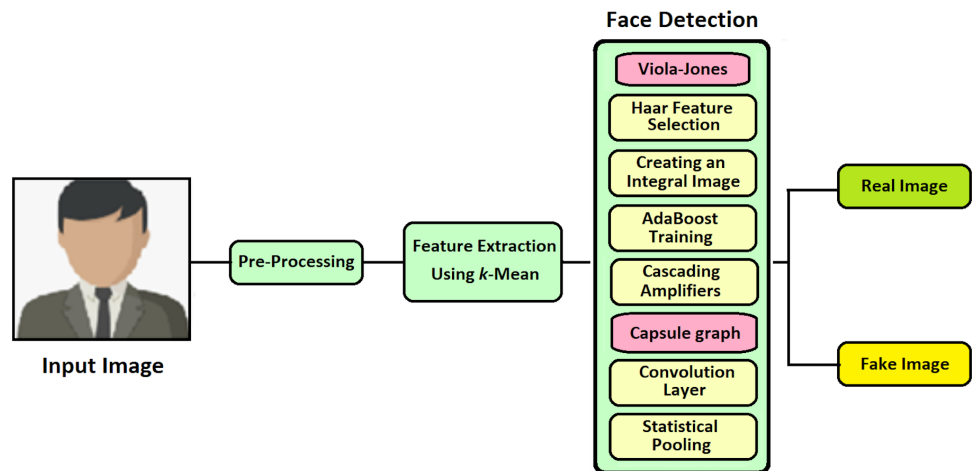 Face Detection
Viola-Jones
Haar Feature
Selection
Creating an
Integral Image
AdaBoost
Training
Cascading
Amplifiers
Capsule graph
Convolution
Layer
Statistical
Pooling
Input Image
Pre-Processing
Feature Extraction
Using k-Mean
Real Image
Fake Image